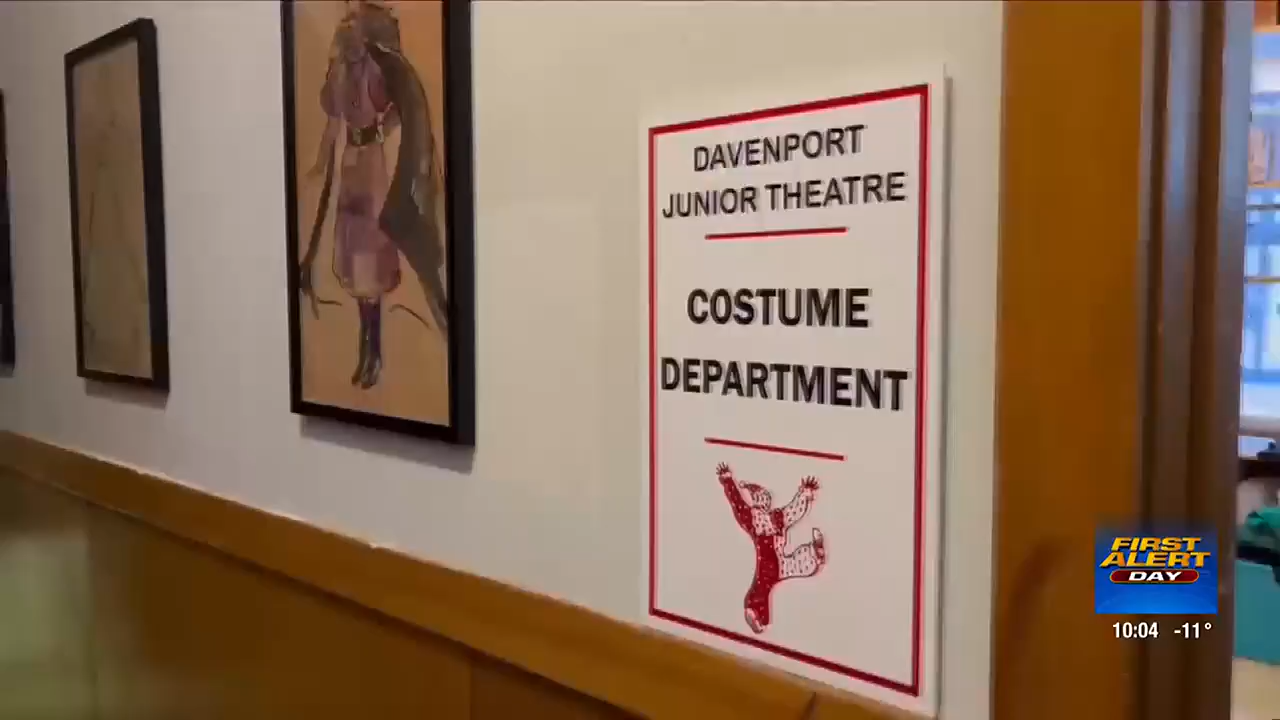 DAVENPORT
JUNIOR THEATRE
COSTUME
DEPARTMENT
FIRST
ALERT
DAY
10:04 -11°